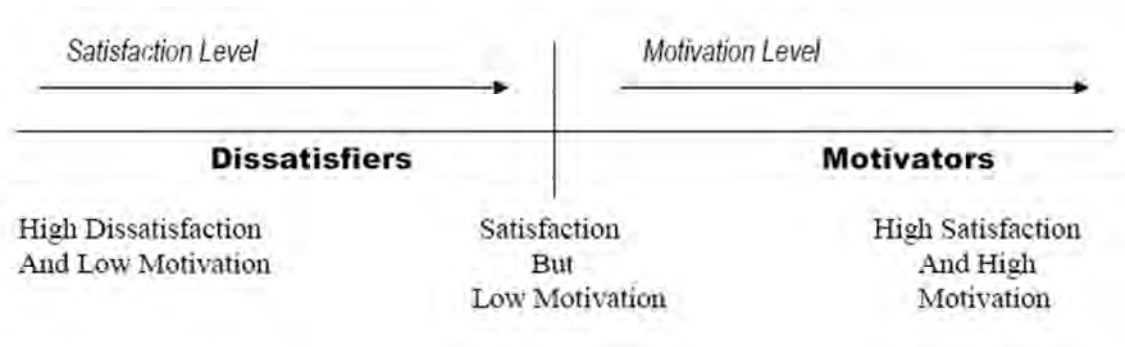 Satisfaction Level
Motivation Level
Dissatisfiers
Motivators
High Dissatisfaction
And Low Motivation
Satisfaction
But
Low Motivation
High Satisfaction
And High
Motivation